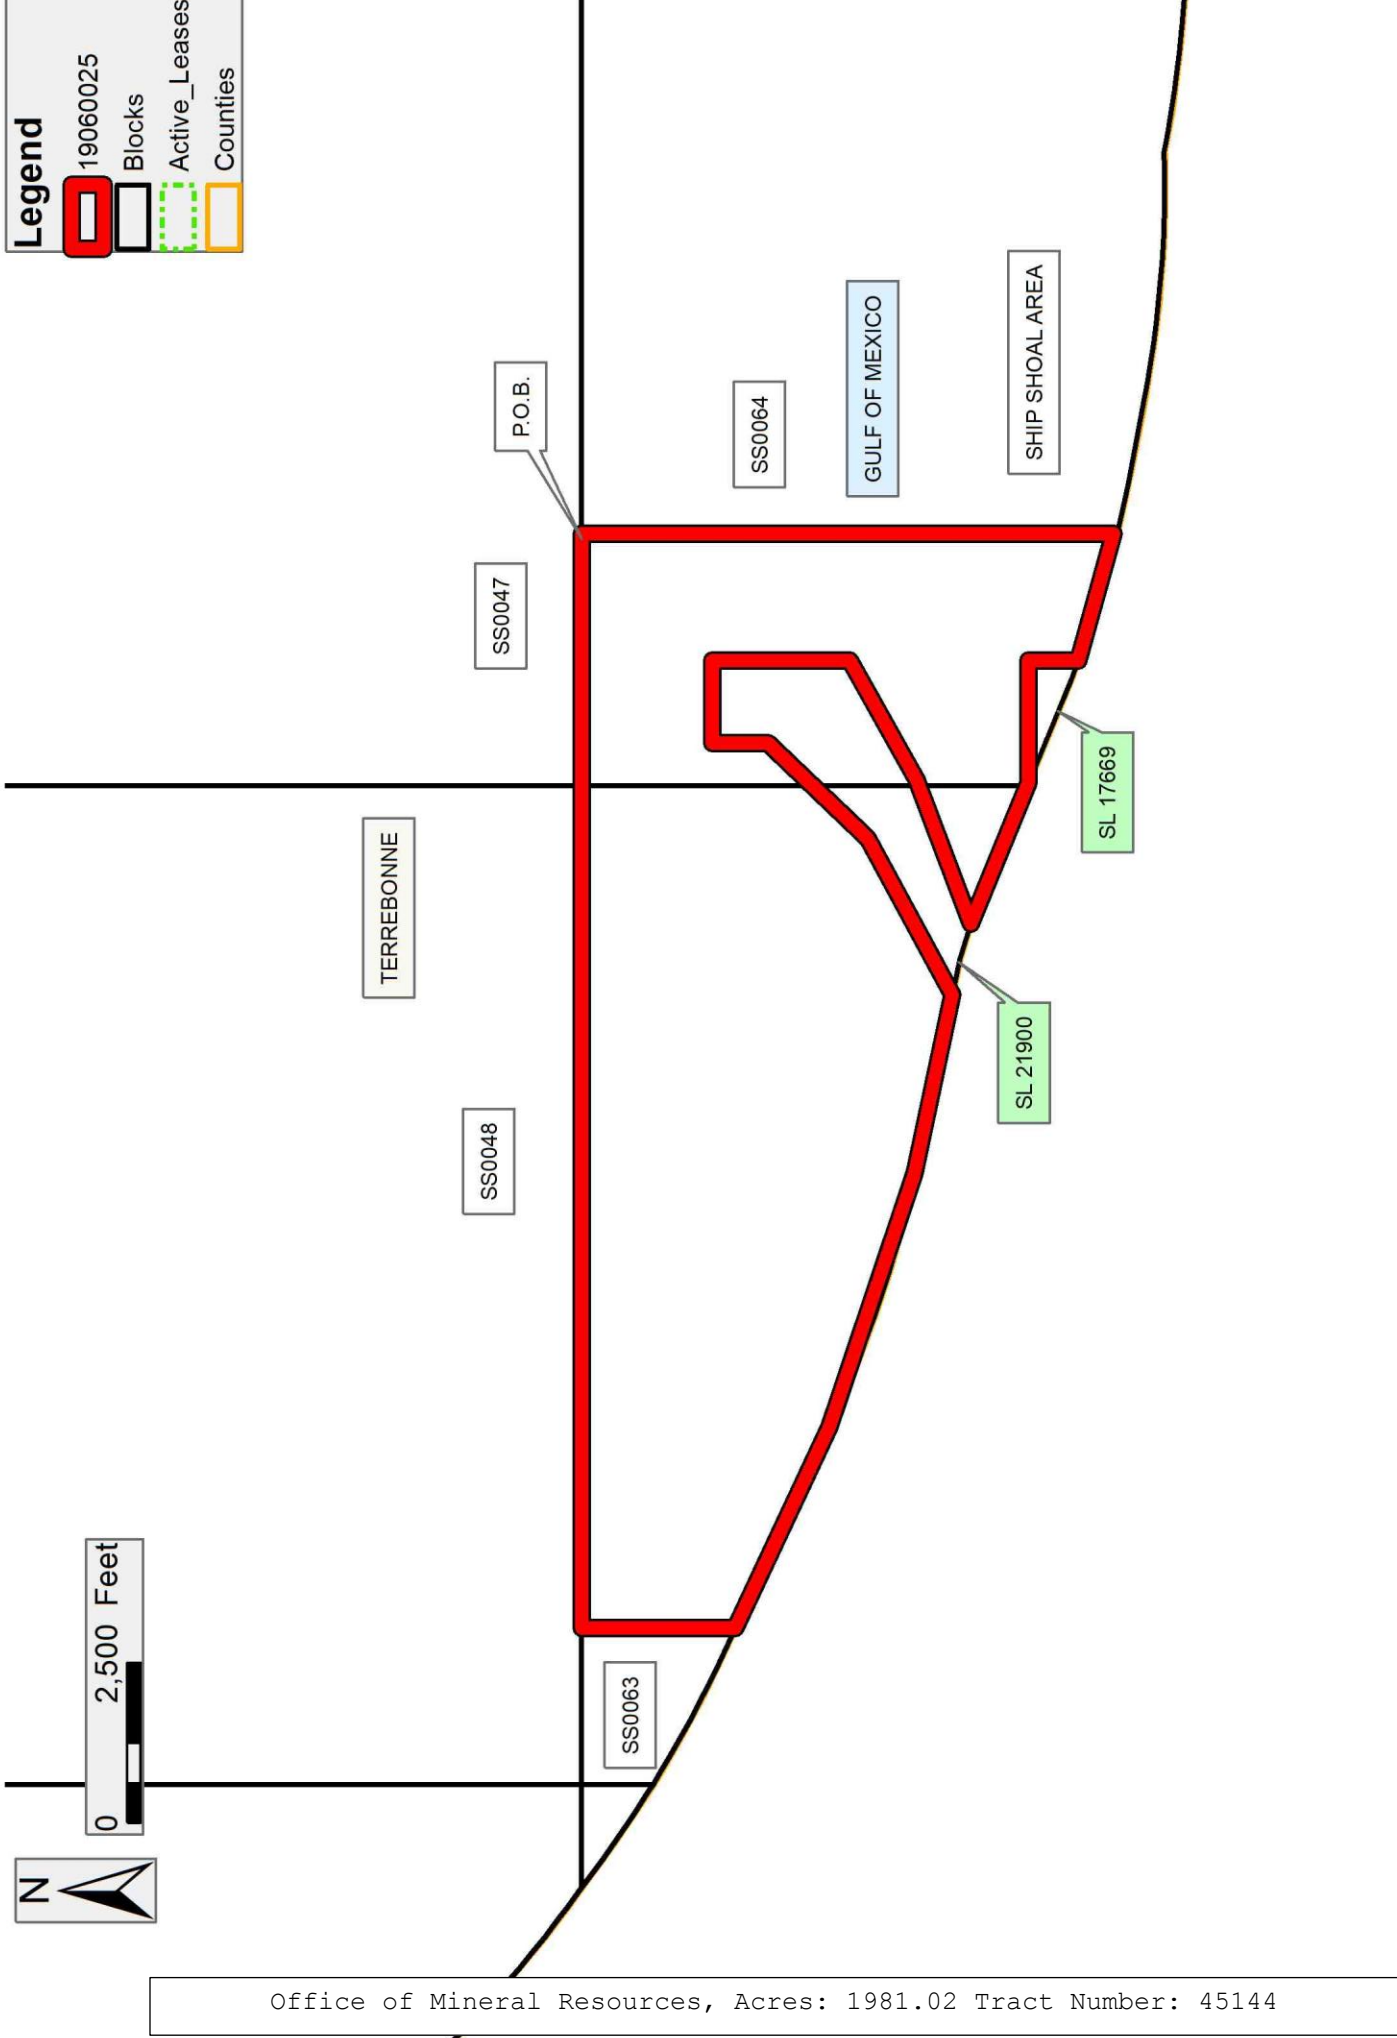 Legend
19060025
Blocks
Active_Leases
Counties
P.O.B.
SS0047
SS0064
GULF OF MEXICO
SHIP SHOAL AREA
TERREBONNE
SL 17669
SS0048
SL 21900
0 2,500 Feet
SS0063
N
Office of Mineral Resources, Acres: 1981.02 Tract Number: 45144